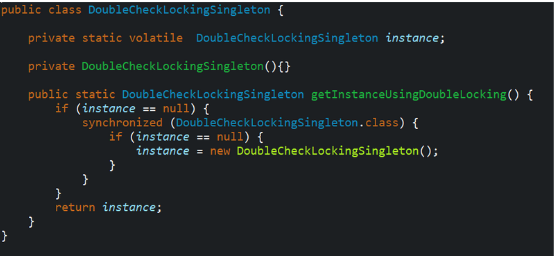 public class DoubleCheckLockingSingleton {
private static volatile  DoubleCheckLockingSingleton instance;
private DoubleCheckLockingSingleton(){}
public static DoubleCheckLockingSingleton getInstanceUsingDoubleLocking() {
if (instance == null) {
synchronized (DoubleCheckLockingSingleton.class) {
if (instance == null) {
instance = new DoubleCheckLockingSingleton();
}
}
}
return instance;
}
}